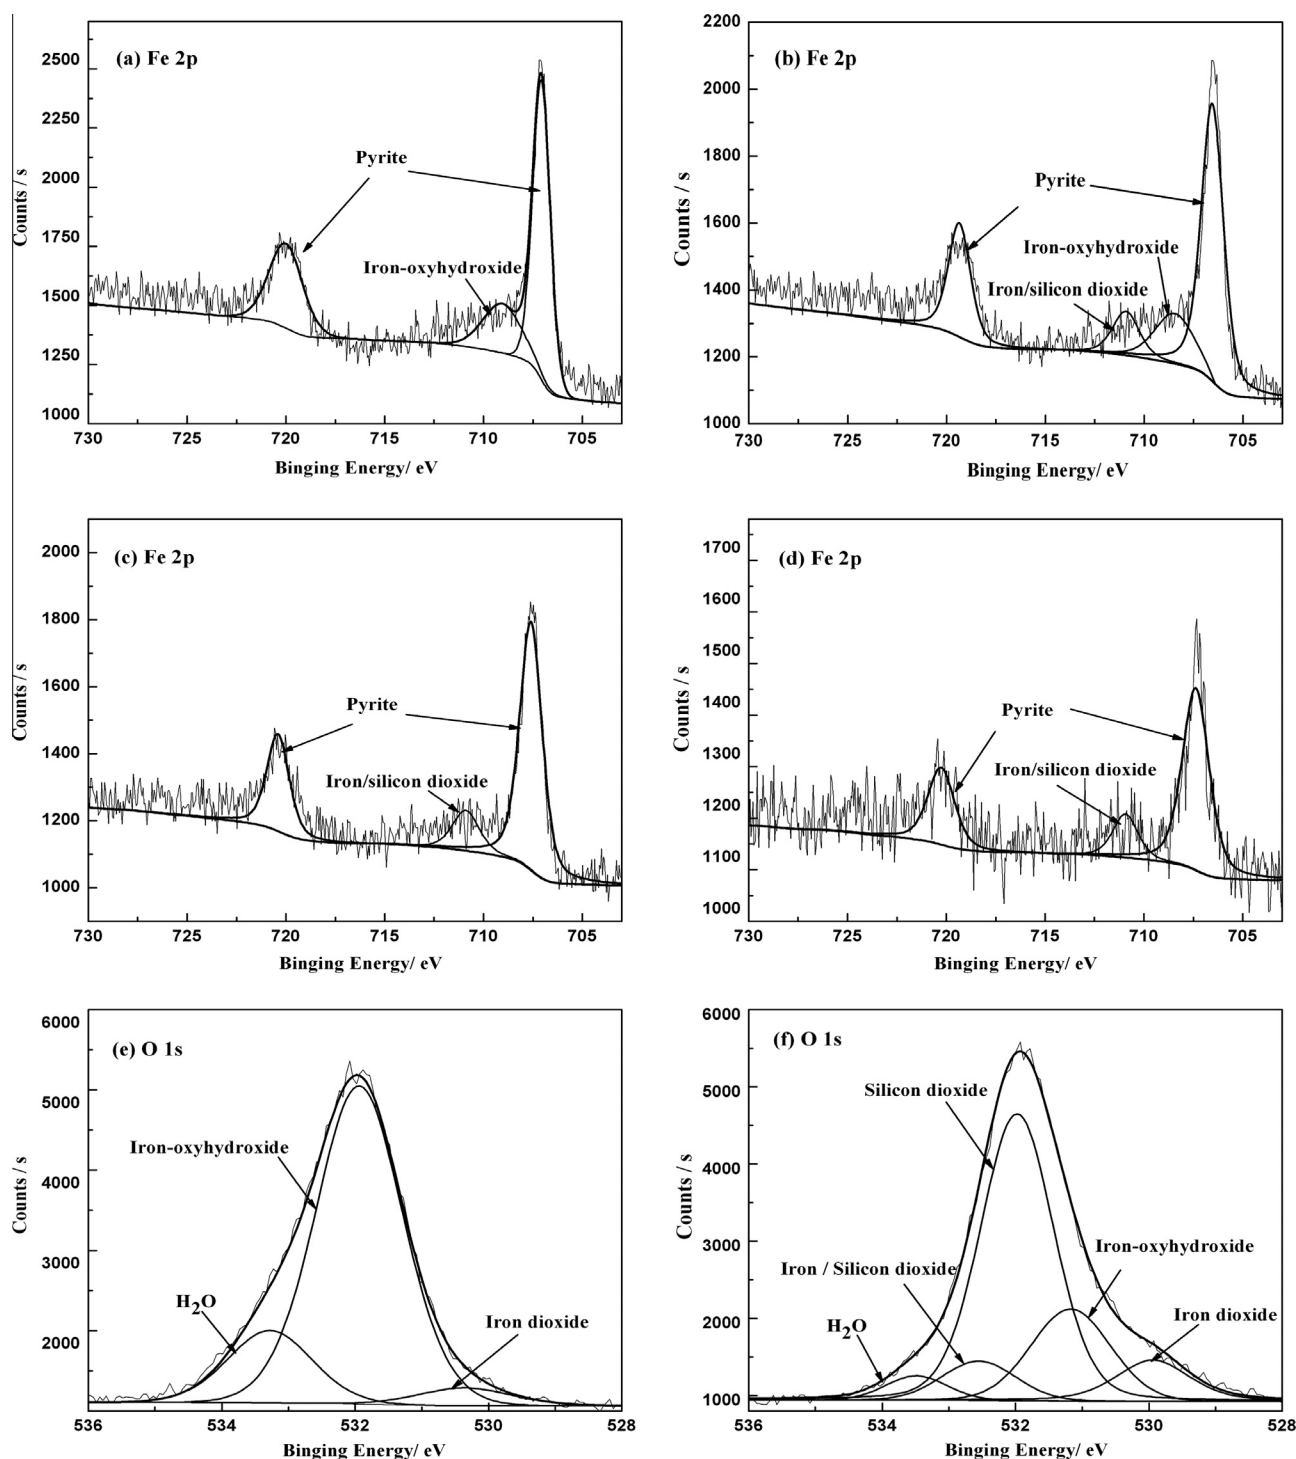 (a) Fe 2p
Counts / s
2500
2250
2000
1750
1500
1250
1000
Pyrite
Iron-oxyhydroxide
730 725 720 715 710 705
Binging Energy/ eV
(b) Fe 2p
Counts / s
2200
2000
1800
1600
1400
1200
1000
Pyrite
Iron-oxyhydroxide
Iron/silicon dioxide
730 725 720 715 710 705
Binging Energy/ eV
(c) Fe 2p
Counts / s
2000
1800
1600
1400
1200
1000
Pyrite
Iron/silicon dioxide
730 725 720 715 710 705
Binging Energy/ eV
(d) Fe 2p
Counts / s
1700
1600
1500
1400
1300
1200
1100
1000
Pyrite
Iron/silicon dioxide
730 725 720 715 710 705
Binging Energy/ eV
(e) O 1s
Counts / s
6000
5000
4000
3000
2000
Iron-oxyhydroxide
H2O
Iron dioxide
536 534 532 530 528
Binging Energy/ eV
(f) O 1s
Counts / s
6000
5000
4000
3000
2000
1000
Silicon dioxide
Iron-oxyhydroxide
Iron / Silicon dioxide
Iron dioxide
H2O
536 534 532 530 528
Binging Energy/ eV